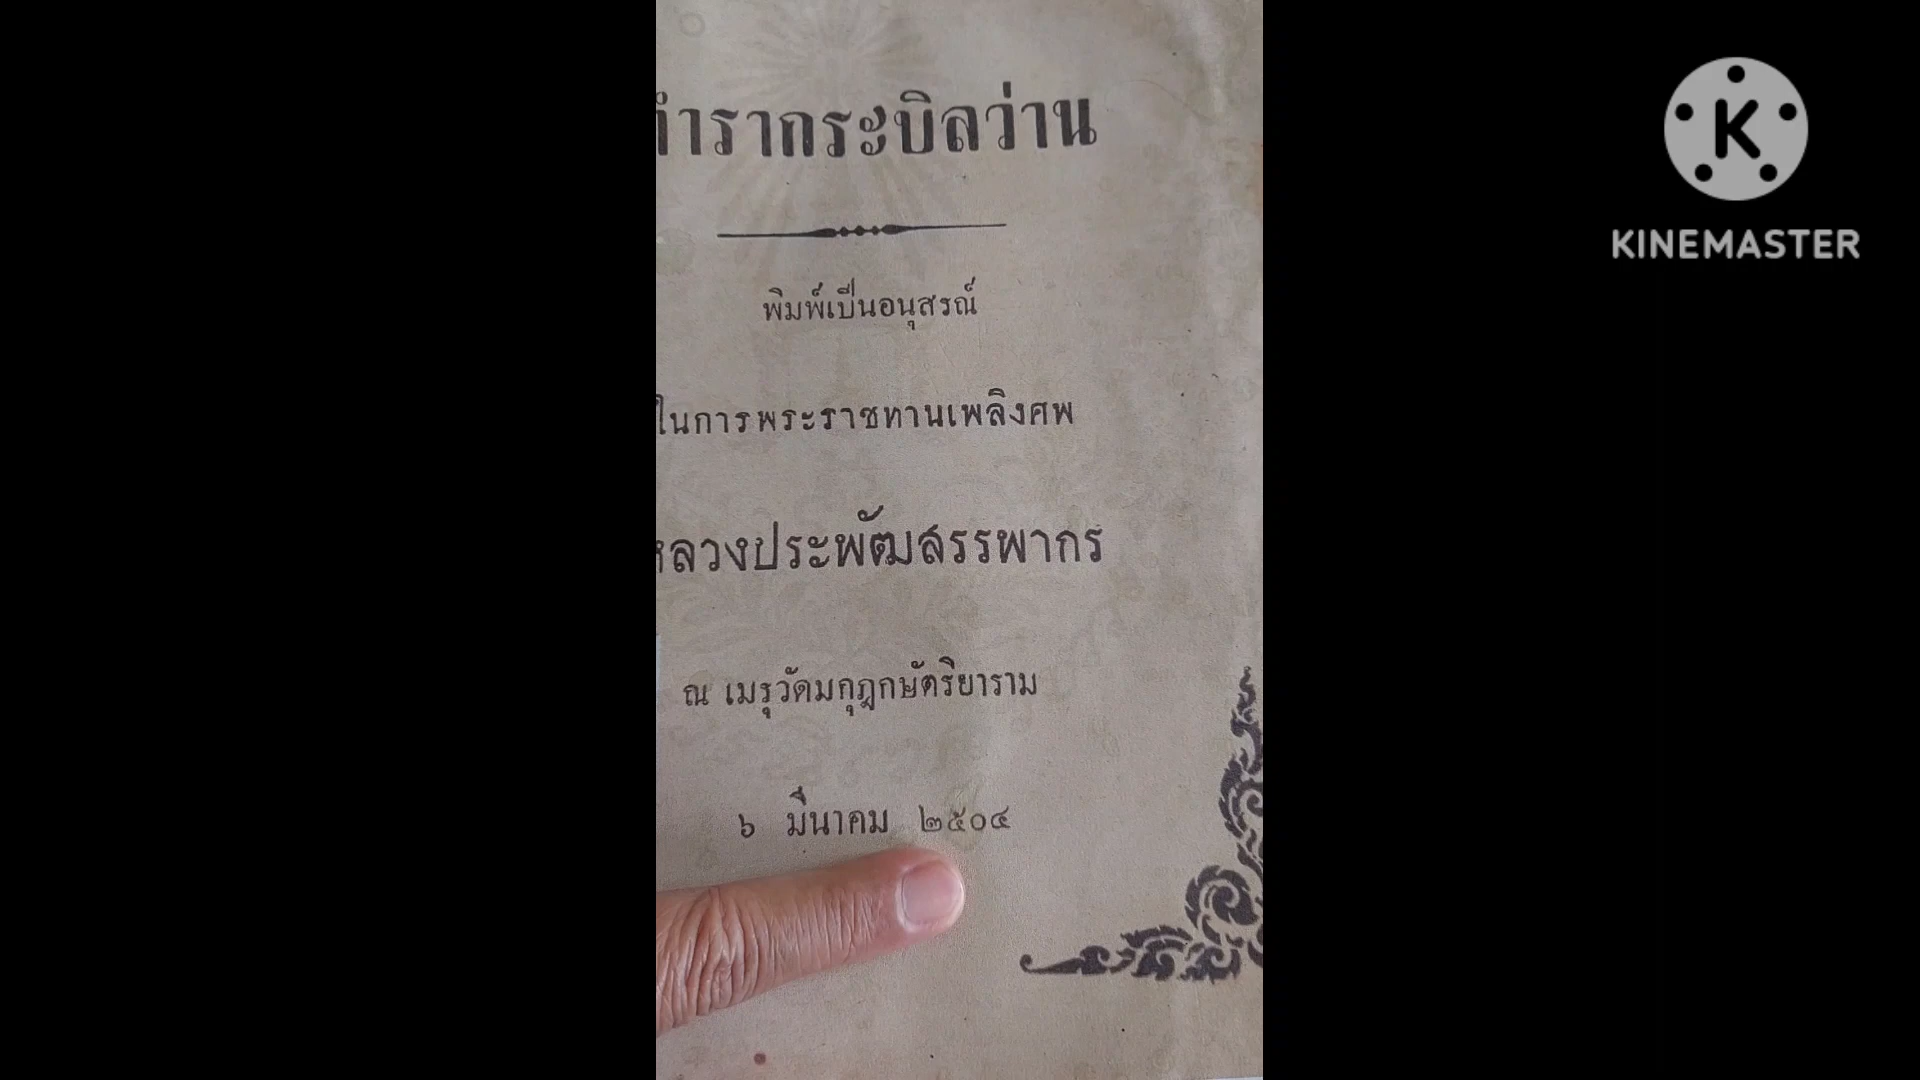 ตำรากระบิลว่าน
พิมพ์เป็นอนุสรณ์
ในการพระราชทานเพลิงศพ
หลวงประพัฒสรรพากร
ณ เมรุวัดมกุฎกษัตริยาราม
๖ มีนาคม ๒๕๐๔
K
KINEMASTER